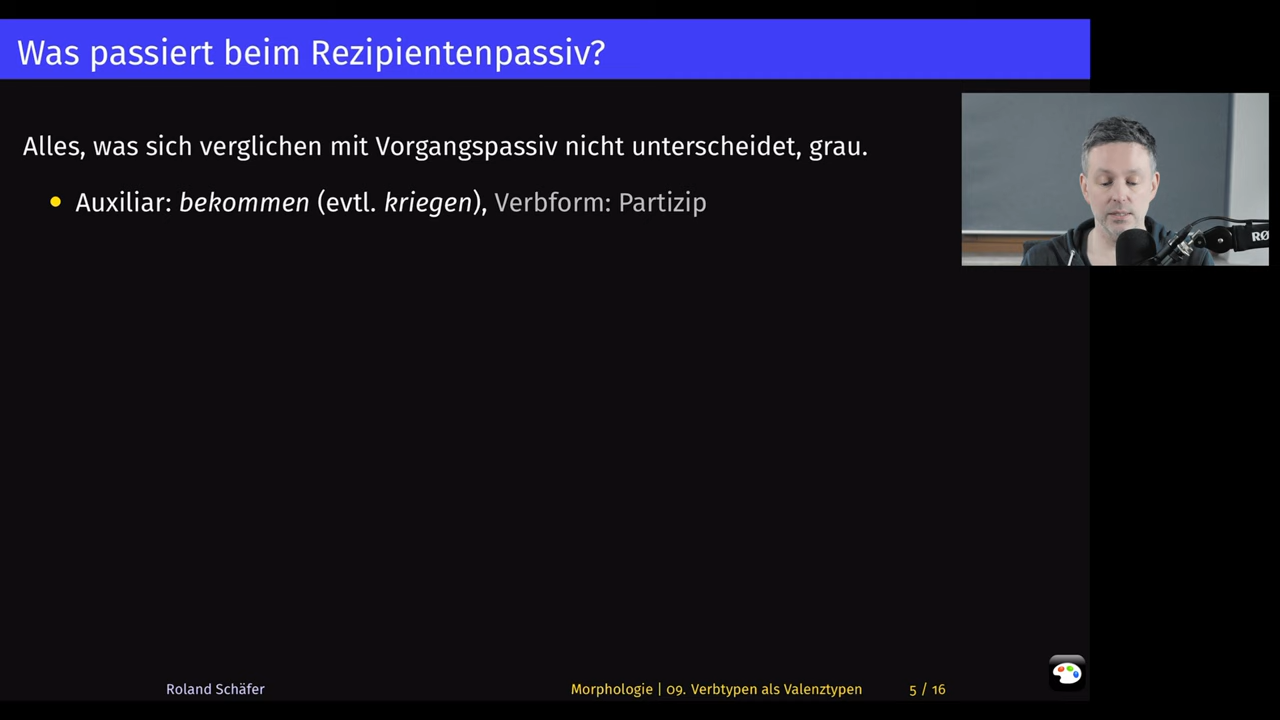 Was passiert beim Rezipientenpassiv?
Alles, was sich verglichen mit Vorgangspassiv nicht unterscheidet, grau.
• Auxiliar: bekommen (evtl. kriegen), Verbform: Partizip
RØ
Roland Schäfer
Morphologie | 09. Verbtypen als Valenztypen
5 / 16